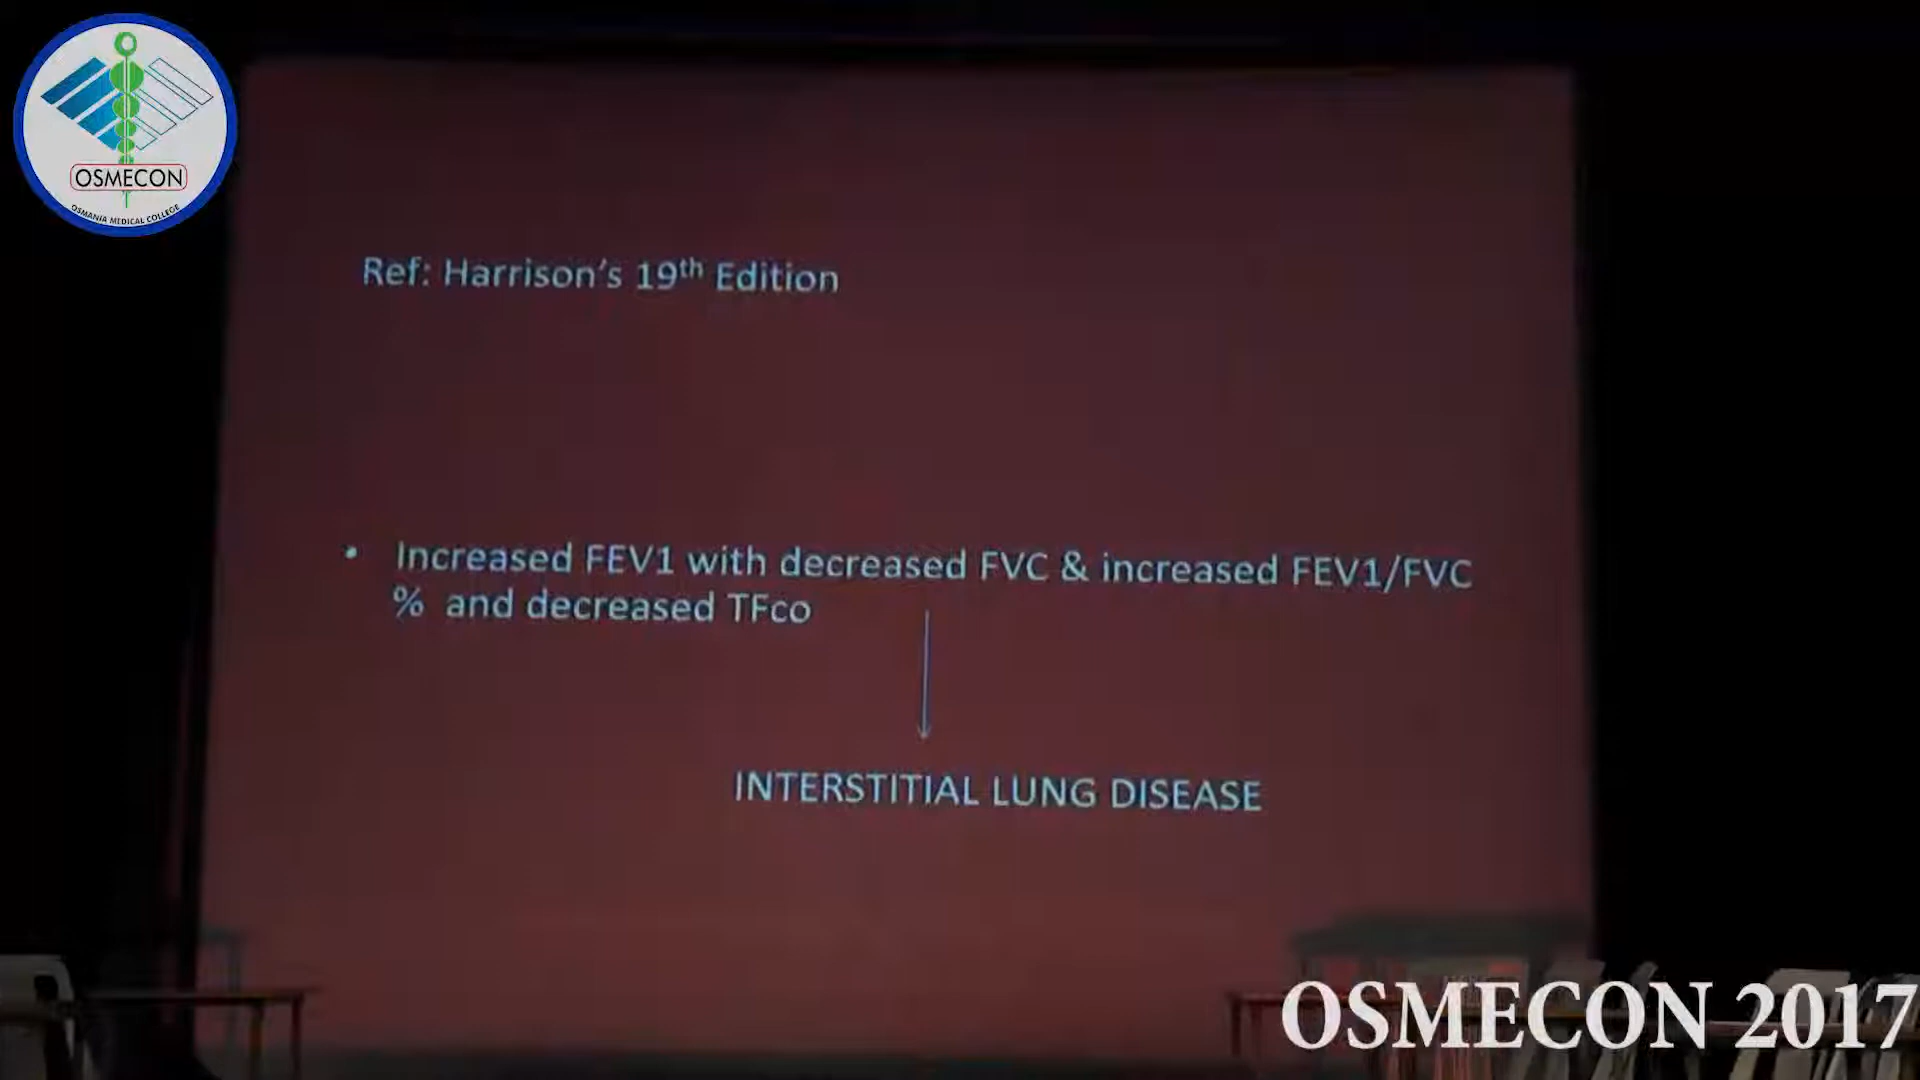 OSMECON
OSMANIA MEDICAL COLLEGE
Ref: Harrison's 19th Edition
• Increased FEV1 with decreased FVC & increased FEV1/FVC
% and decreased TFco
INTERSTITIAL LUNG DISEASE
OSMECON 2017